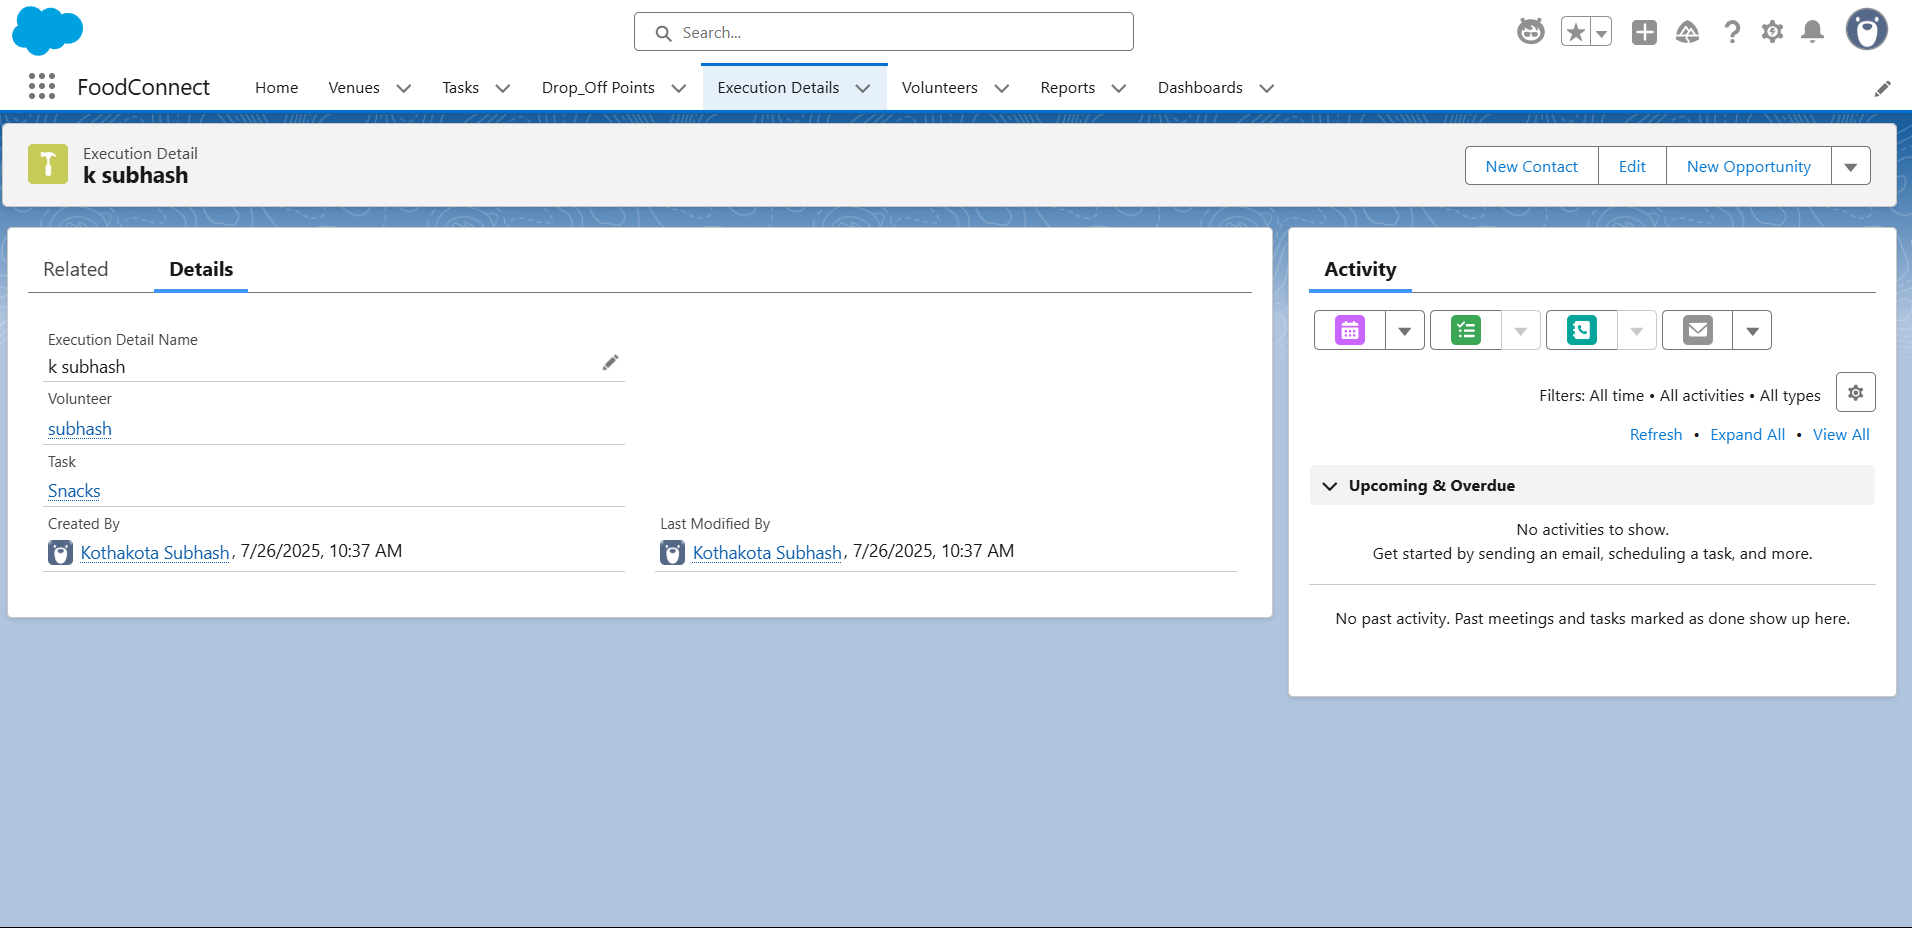 Search...
FoodConnect Home Venues Tasks Drop_Off Points Execution Details Volunteers Reports Dashboards
Execution Detail
k subhash
New Contact Edit New Opportunity
Related Details
Execution Detail Name
k subhash
Volunteer
subhash
Task
Snacks
Created By
Kothakota Subhash, 7/26/2025, 10:37 AM
Last Modified By
Kothakota Subhash, 7/26/2025, 10:37 AM
Activity
Filters: All time • All activities • All types
Refresh • Expand All • View All
Upcoming & Overdue
No activities to show.
Get started by sending an email, scheduling a task, and more.
No past activity. Past meetings and tasks marked as done show up here.